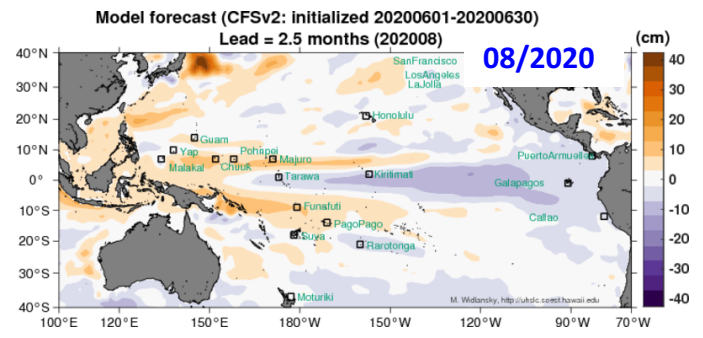 Model forecast (CFSv2: initialized 20200601-20200630)
Lead = 2.5 months (202008)
08/2020
(cm)
40°N
30°N
20°N
10°N
0°
10°S
20°S
30°S
40°S
SanFrancisco
LosAngeles
LaJolla
Honolulu
Guam
Yap
Pohnpei
Malakal
Chuuk
Majuro
PuertoArmuelles
Tarawa
Kiritimati
Galapagos
Funafuti
PagoPago
Callao
Suva
Rarotonga
Moturiki
M. Widlansky, http://uhslc.soest.hawaii.edu
100°E 120°E 150°E 180°W 150°W 120°W 90°W 70°W
40
30
20
10
0
-10
-20
-30
-40